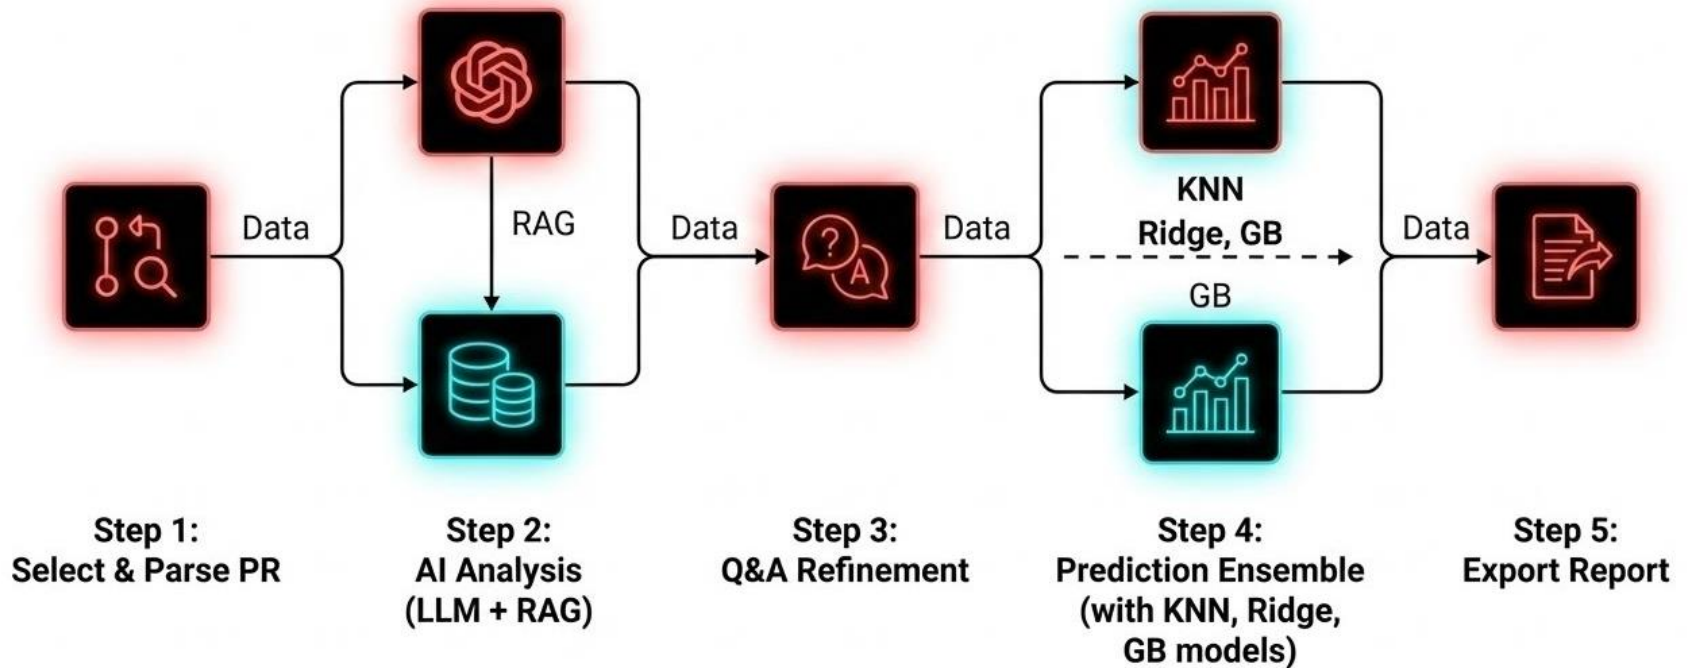 Data
RAG
Data
? A
Data
KNN
Ridge, GB
GB
Data
Step 1:
Select & Parse PR
Step 2:
AI Analysis
(LLM + RAG)
Step 3:
Q&A Refinement
Step 4:
Prediction Ensemble
(with KNN, Ridge,
GB models)
Step 5:
Export Report